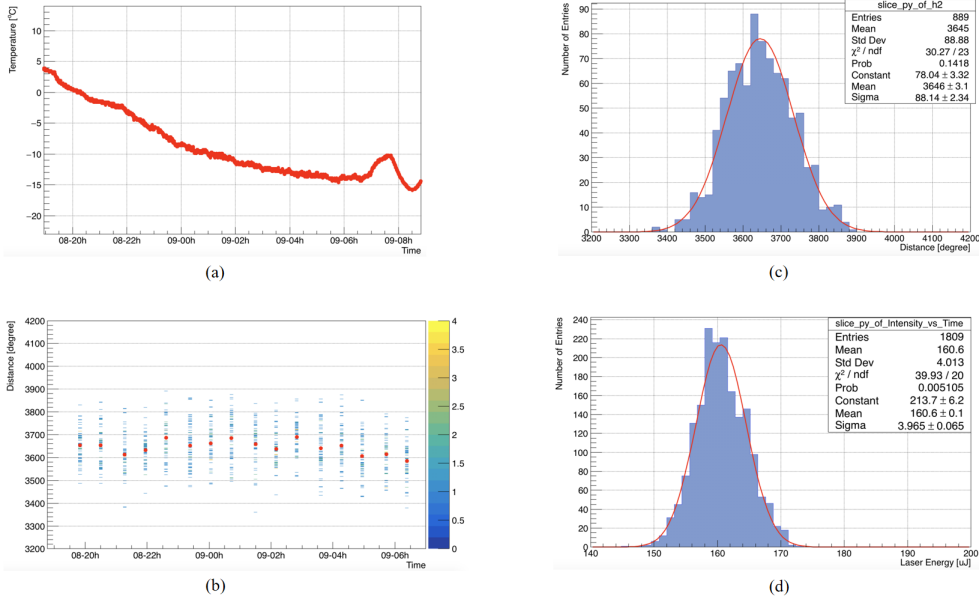 Temperature [°C]
10
5
0
−5
−10
−15
−20
08-20h 08-22h 09-00h 09-02h 09-04h 09-06h 09-08h
Time
(a)
Number of Entries
90
80
70
60
50
40
30
20
10
0
3200 3300 3400 3500 3600 3700 3800 3900 4000 4100 4200
Distance [degree]
slice_py_of_h2
Entries 889
Mean 3645
Std Dev 88.88
χ² / ndf 30.27 / 23
Prob 0.1418
Constant 78.04 ± 3.32
Mean 3646 ± 3.1
Sigma 88.14 ± 2.34
(c)
Distance [degree]
4200
4100
4000
3900
3800
3700
3600
3500
3400
3300
3200
08-20h 08-22h 09-00h 09-02h 09-04h 09-06h
Time
4
3.5
3
2.5
2
1.5
1
0.5
0
(b)
Number of Entries
240
220
200
180
160
140
120
100
80
60
40
20
0
140 150 160 170 180 190 200
Laser Energy [uJ]
slice_py_of_Intensity_vs_Time
Entries 1809
Mean 160.6
Std Dev 4.013
χ² / ndf 39.93 / 20
Prob 0.005105
Constant 213.7 ± 6.2
Mean 160.6 ± 0.1
Sigma 3.965 ± 0.065
(d)